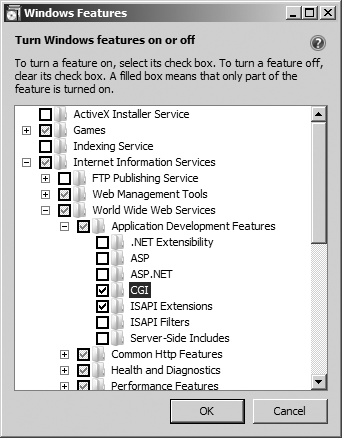 Windows Features
Turn Windows features on or off
To turn a feature on, select its check box. To turn a feature off,
clear its check box. A filled box means that only part of the
feature is turned on.
ActiveX Installer Service
Games
Indexing Service
Internet Information Services
FTP Publishing Service
Web Management Tools
World Wide Web Services
Application Development Features
.NET Extensibility
ASP
ASP.NET
CGI
ISAPI Extensions
ISAPI Filters
Server-Side Includes
Common Http Features
Health and Diagnostics
Performance Features
OK Cancel